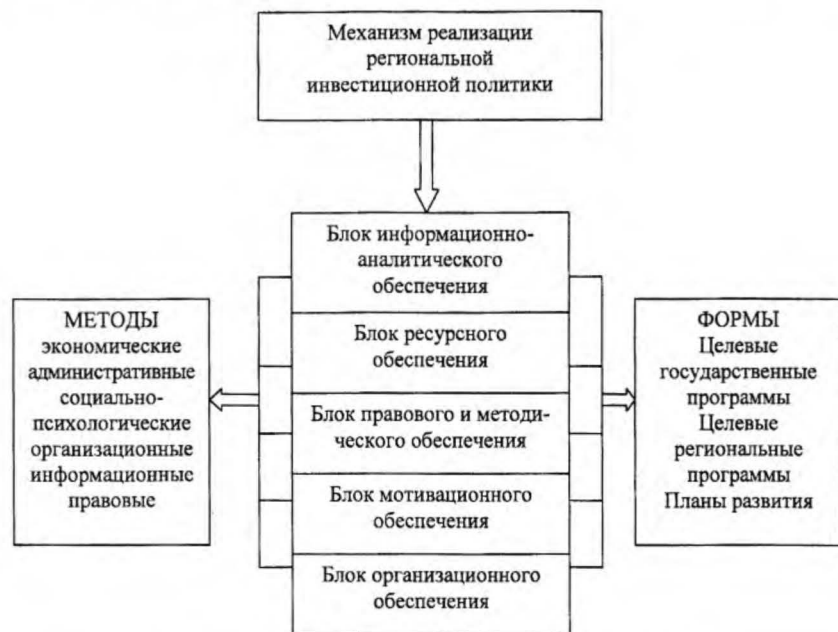 Механизм реализации
региональной
инвестиционной политики
Блок информационно-
аналитического
обеспечения
Блок ресурсного
обеспечения
Блок правового и методи-
ческого обеспечения
Блок мотивационного
обеспечения
Блок организационного
обеспечения
МЕТОДЫ
экономические
административные
социально-
психологические
организационные
информационные
правовые
ФОРМЫ
Целевые
государственные
программы
Целевые
региональные
программы
Планы развития